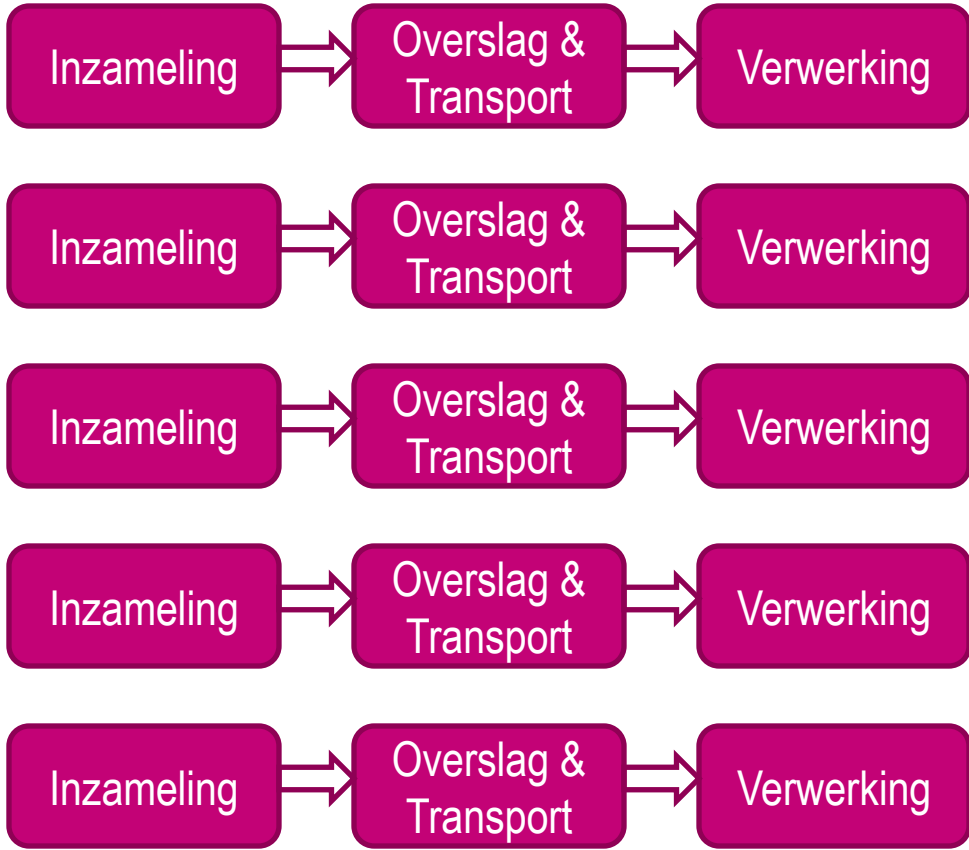 Inzameling
Overslag &
Transport
Verwerking
Inzameling
Overslag &
Transport
Verwerking
Inzameling
Overslag &
Transport
Verwerking
Inzameling
Overslag &
Transport
Verwerking
Inzameling
Overslag &
Transport
Verwerking